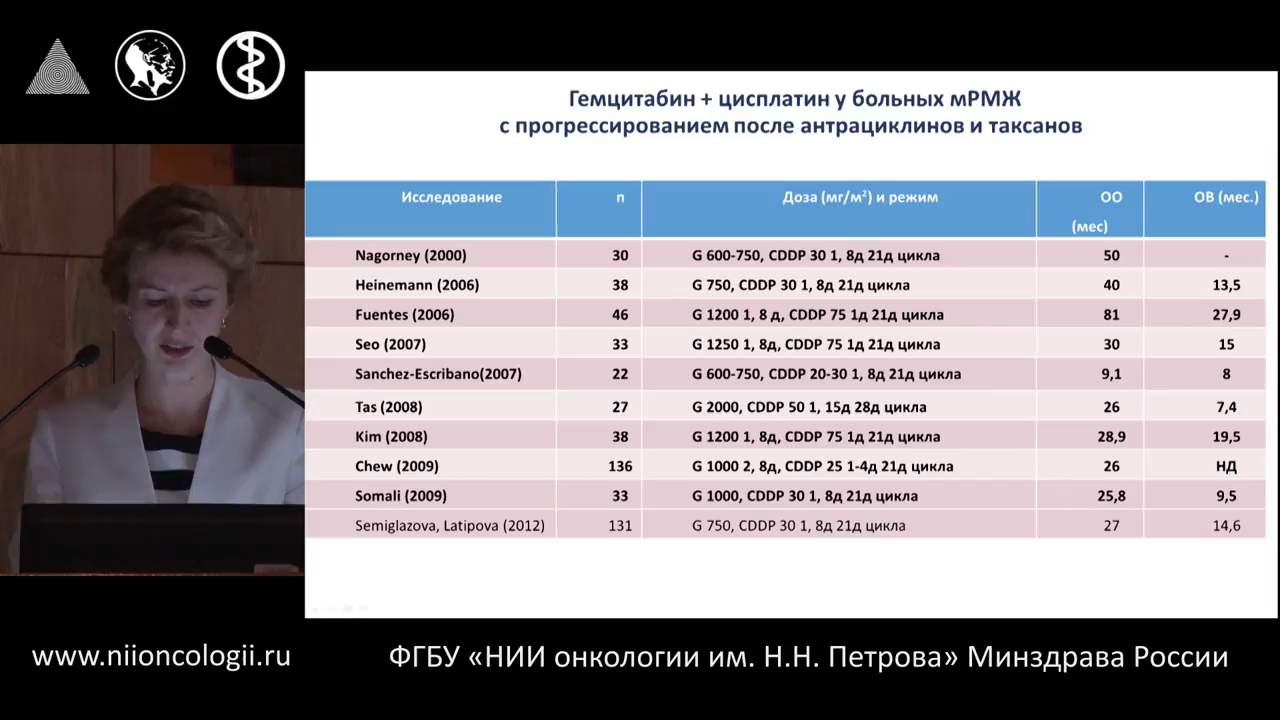 Гемцитабин + цисплатин у больных мРМЖ
с прогрессированием после антрациклинов и таксанов
Исследование n Доза (мг/м²) и режим ОО (мес) ОВ (мес.)
Nagorney (2000) 30 G 600-750, CDDP 30 1, 8д 21д цикла 50 -
Heinemann (2006) 38 G 750, CDDP 30 1, 8д 21д цикла 40 13,5
Fuentes (2006) 46 G 1200 1, 8 д, CDDP 75 1д 21д цикла 81 27,9
Seo (2007) 33 G 1250 1, 8д, CDDP 75 1д 21д цикла 30 15
Sanchez-Escribano(2007) 22 G 600-750, CDDP 20-30 1, 8д 21д цикла 9,1 8
Tas (2008) 27 G 2000, CDDP 50 1, 15д 28д цикла 26 7,4
Kim (2008) 38 G 1200 1, 8д, CDDP 75 1д 21д цикла 28,9 19,5
Chew (2009) 136 G 1000 2, 8д, CDDP 25 1-4д 21д цикла 26 НД
Somali (2009) 33 G 1000, CDDP 30 1, 8д 21д цикла 25,8 9,5
Semiglazova, Latipova (2012) 131 G 750, CDDP 30 1, 8д 21д цикла 27 14,6
www.niioncologii.ru ФГБУ «НИИ онкологии им. Н.Н. Петрова» Минздрава России